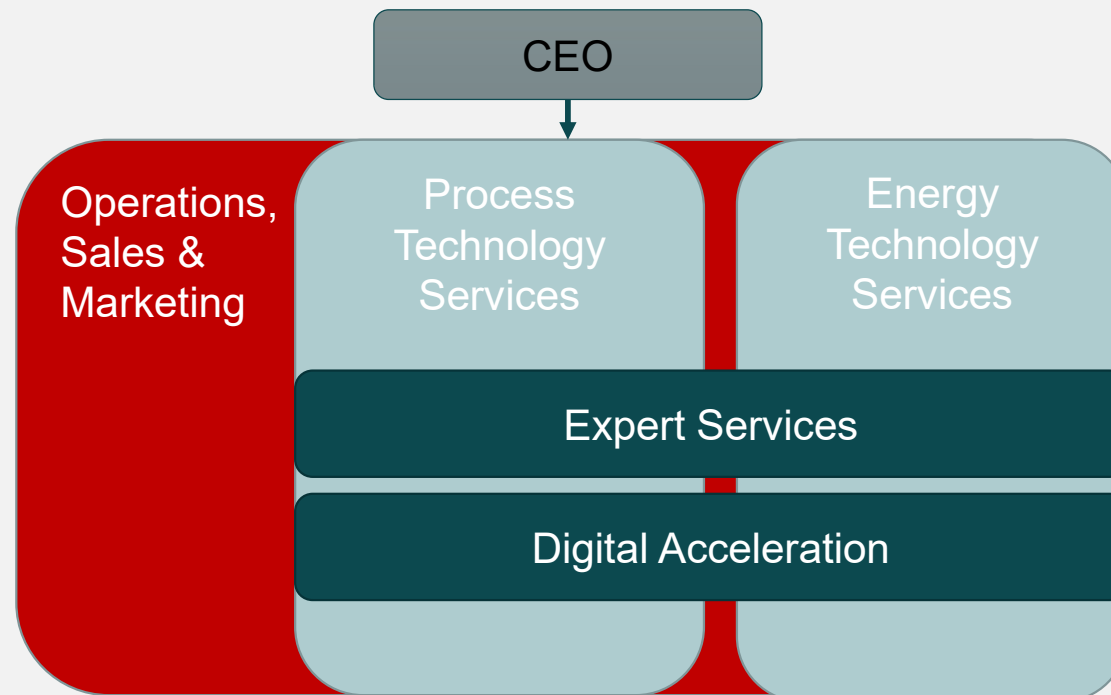 CEO
Operations,
Sales &
Marketing
Process
Technology
Services
Energy
Technology
Services
Expert Services
Digital Acceleration